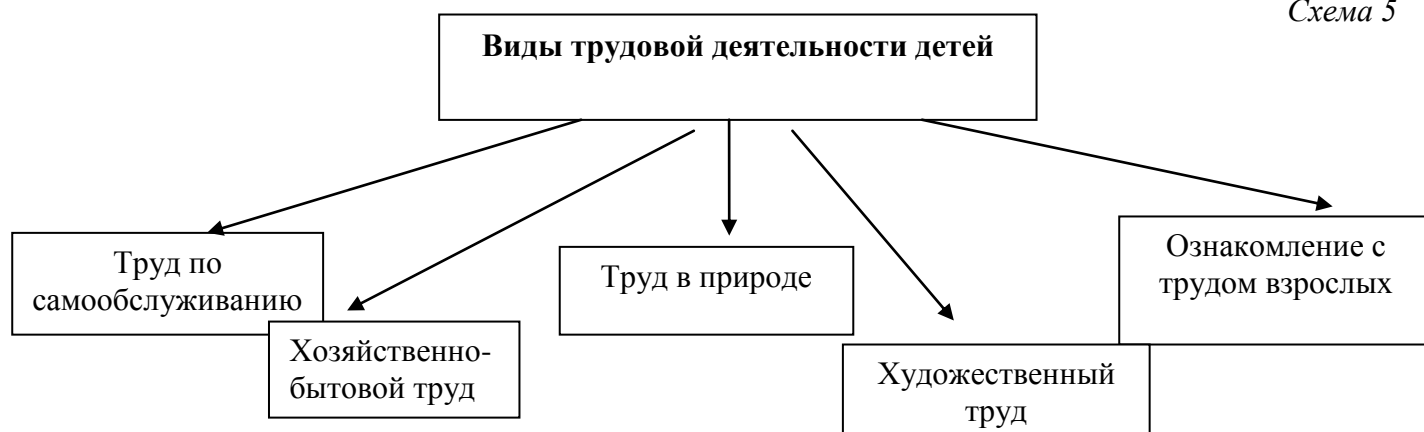 Схема 5
Виды трудовой деятельности детей
Труд по
самообслуживанию
Хозяйственно-
бытовой труд
Труд в природе
Художественный
труд
Ознакомление с
трудом взрослых